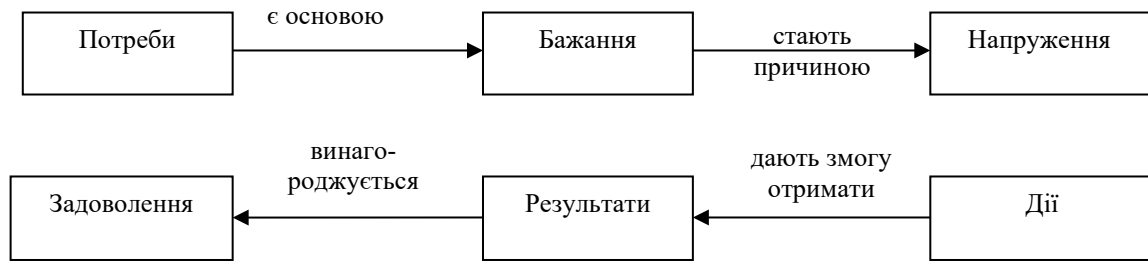 є основою
Потреби
Бажання
стають
причиною
Напруження
винаго-
роджується
дають змогу
отримати
Задоволення
Результати
Дії